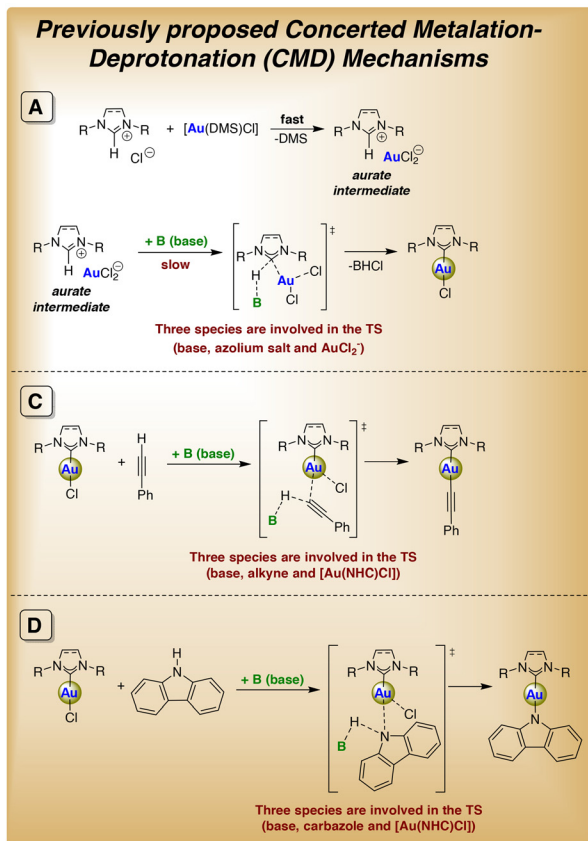 Previously proposed Concerted Metalation-
Deprotonation (CMD) Mechanisms
A
R N N R + [Au(DMS)Cl] fast R N N R
⊕ -DMS ⊕
H Cl⊖ H AuCl2⊖
aurate
intermediate
R N N R + B (base) R N N R ‡ -BHCl R N N R
⊕ slow H Au Cl Au
H AuCl2⊖ Cl Cl
aurate B
intermediate
Three species are involved in the TS
(base, azolium salt and AuCl2-)
C
R N N R H + B (base) R N N R ‡ R N N R
Au + Au Au
Cl Cl
Ph H Ph
B Ph
Three species are involved in the TS
(base, alkyne and [Au(NHC)Cl])
D
R N N R H + B (base) R N N R ‡ R N N R
Au + N Au Au
Cl Cl N
H N
B
Three species are involved in the TS
(base, carbazole and [Au(NHC)Cl])